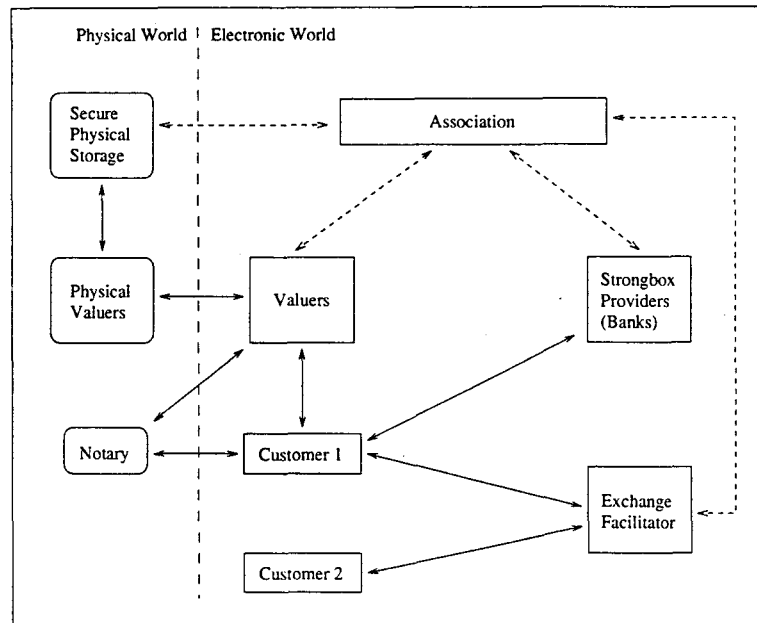 Physical World
Electronic World
Secure
Physical
Storage
Association
Physical
Valuers
Valuers
Strongbox
Providers
(Banks)
Notary
Customer 1
Exchange
Facilitator
Customer 2